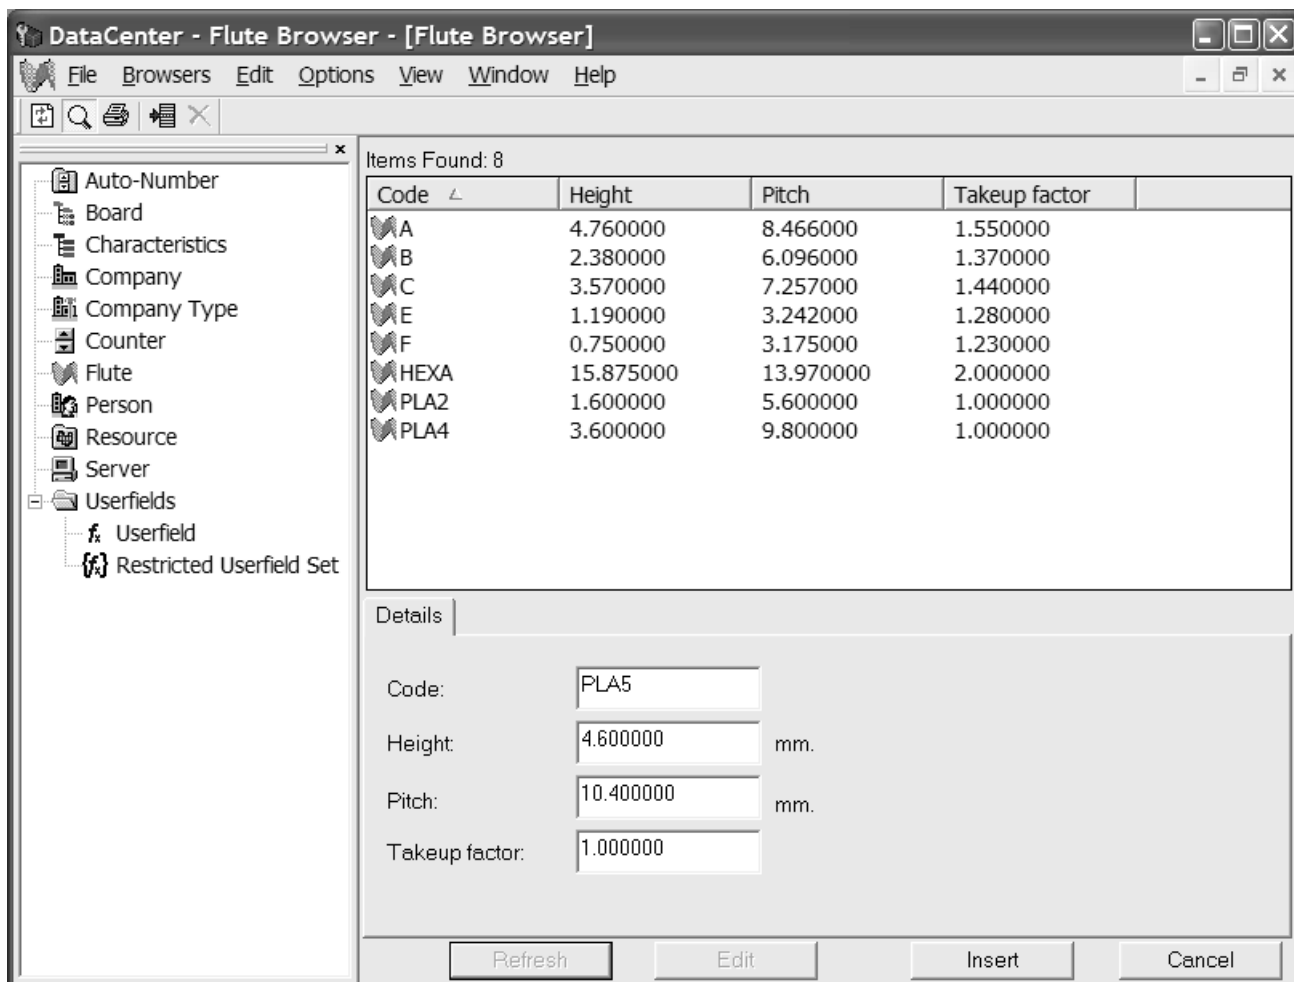 DataCenter - Flute Browser - [Flute Browser]
File Browsers Edit Options View Window Help
Auto-Number
Board
Characteristics
Company
Company Type
Counter
Flute
Person
Resource
Server
Userfields
Userfield
Restricted Userfield Set
Items Found: 8
Code Height Pitch Takeup factor
A 4.760000 8.466000 1.550000
B 2.380000 6.096000 1.370000
C 3.570000 7.257000 1.440000
E 1.190000 3.242000 1.280000
F 0.750000 3.175000 1.230000
HEXA 15.875000 13.970000 2.000000
PLA2 1.600000 5.600000 1.000000
PLA4 3.600000 9.800000 1.000000
Details
Code: PLA5
Height: 4.600000 mm.
Pitch: 10.400000 mm.
Takeup factor: 1.000000
Refresh Edit Insert Cancel